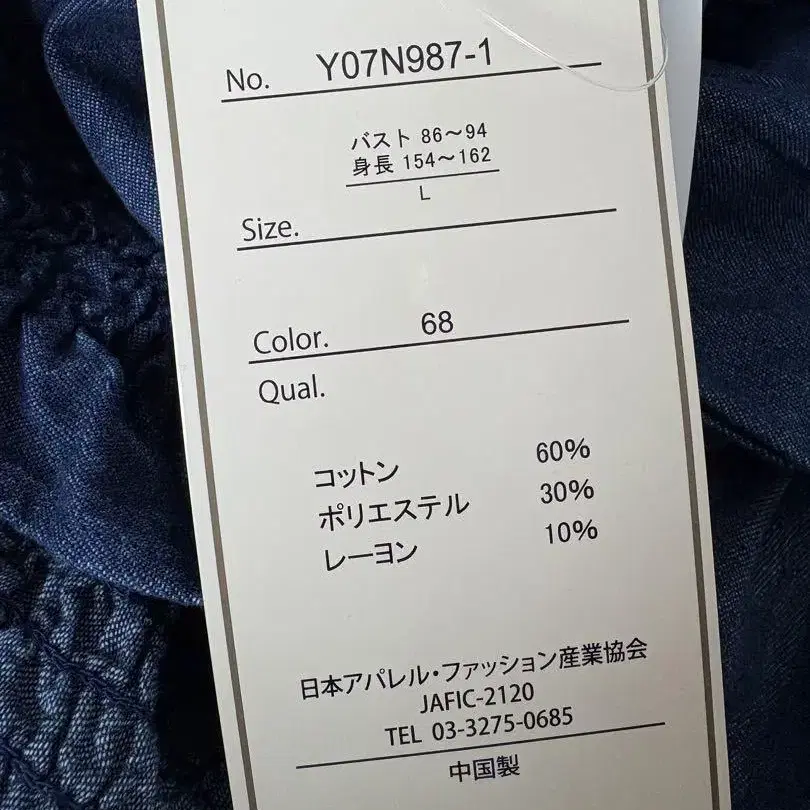 No. Y07N987-1
バスト 86～94
身長 154～162
L
Size.
Color. 68
Qual.
コットン 60%
ポリエステル 30%
レーヨン 10%
日本アパレル・ファッション産業協会
JAFIC-2120
TEL 03-3275-0685
中国製